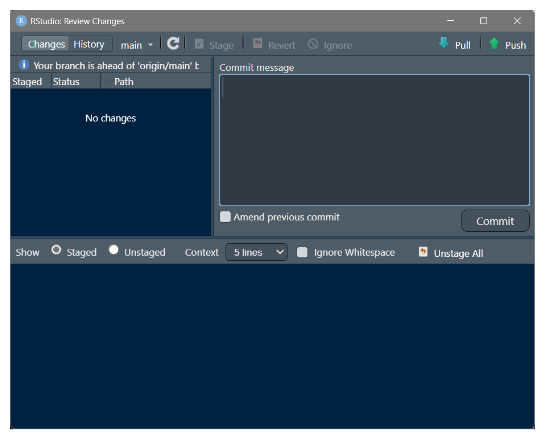 RStudio: Review Changes
Changes History main Stage Revert Ignore Pull Push
Your branch is ahead of 'origin/main' t
Staged Status Path
No changes
Commit message
Amend previous commit
Commit
Show Staged Unstaged Context 5 lines Ignore Whitespace Unstage All